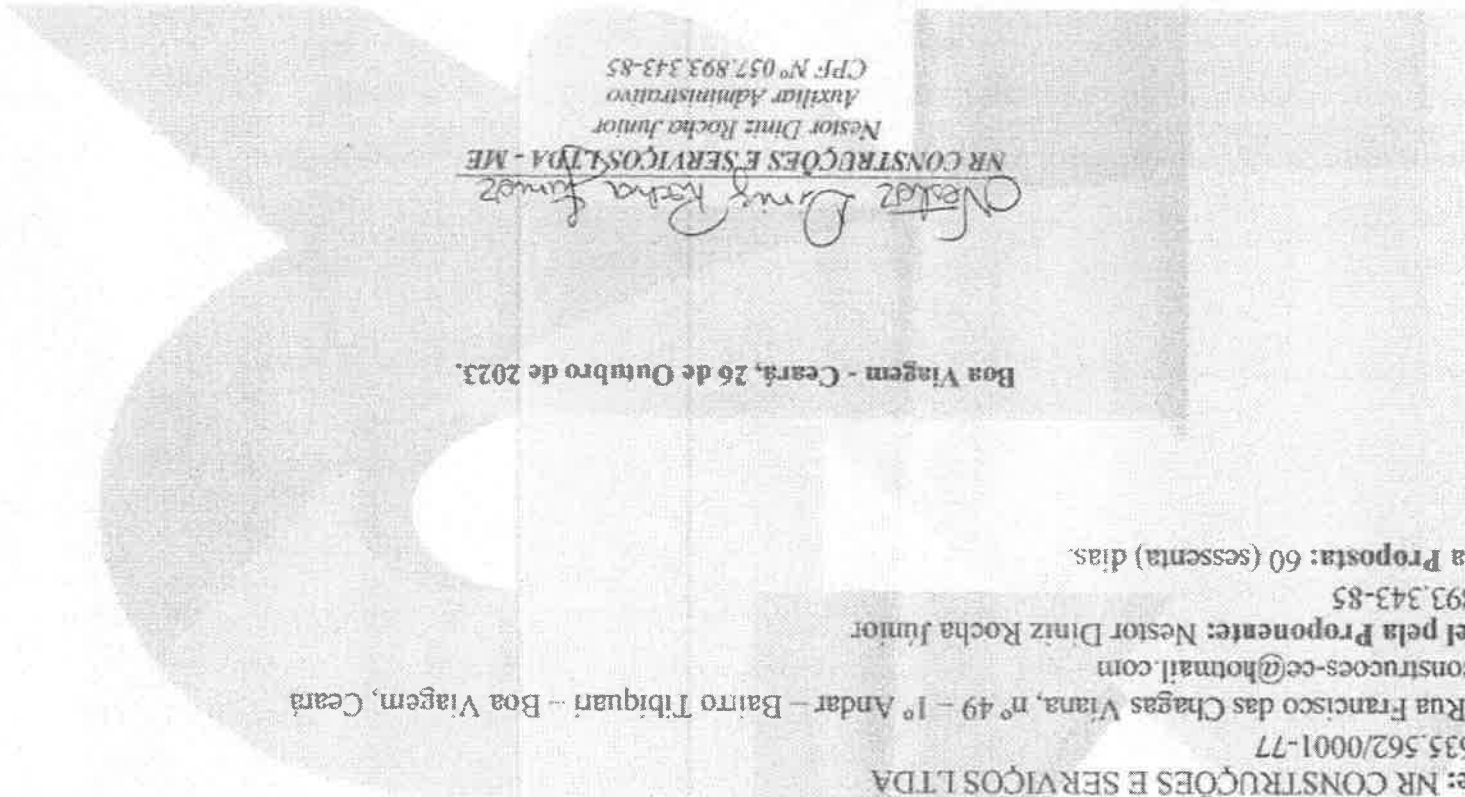 e: NR CONSTRUÇÕES E SERVIÇOS LTDA
635.562/0001-77
Rua Francisco das Chagas Viana, nº 49 – 1º Andar – Bairro Tibiquari – Boa Viagem, Ceará
construcoes-ce@hotmail.com
el pela Proponente: Nestor Diniz Rocha Júnior
893.343-85
a Proposta: 60 (sessenta) dias.
Boa Viagem - Ceará, 26 de Outubro de 2023.
Nestor Diniz Rocha Junior
NR CONSTRUÇÕES E SERVIÇOS LTDA - ME
Nestor Diniz Rocha Junior
Auxiliar Administrativo
CPF Nº 057.893.343-85